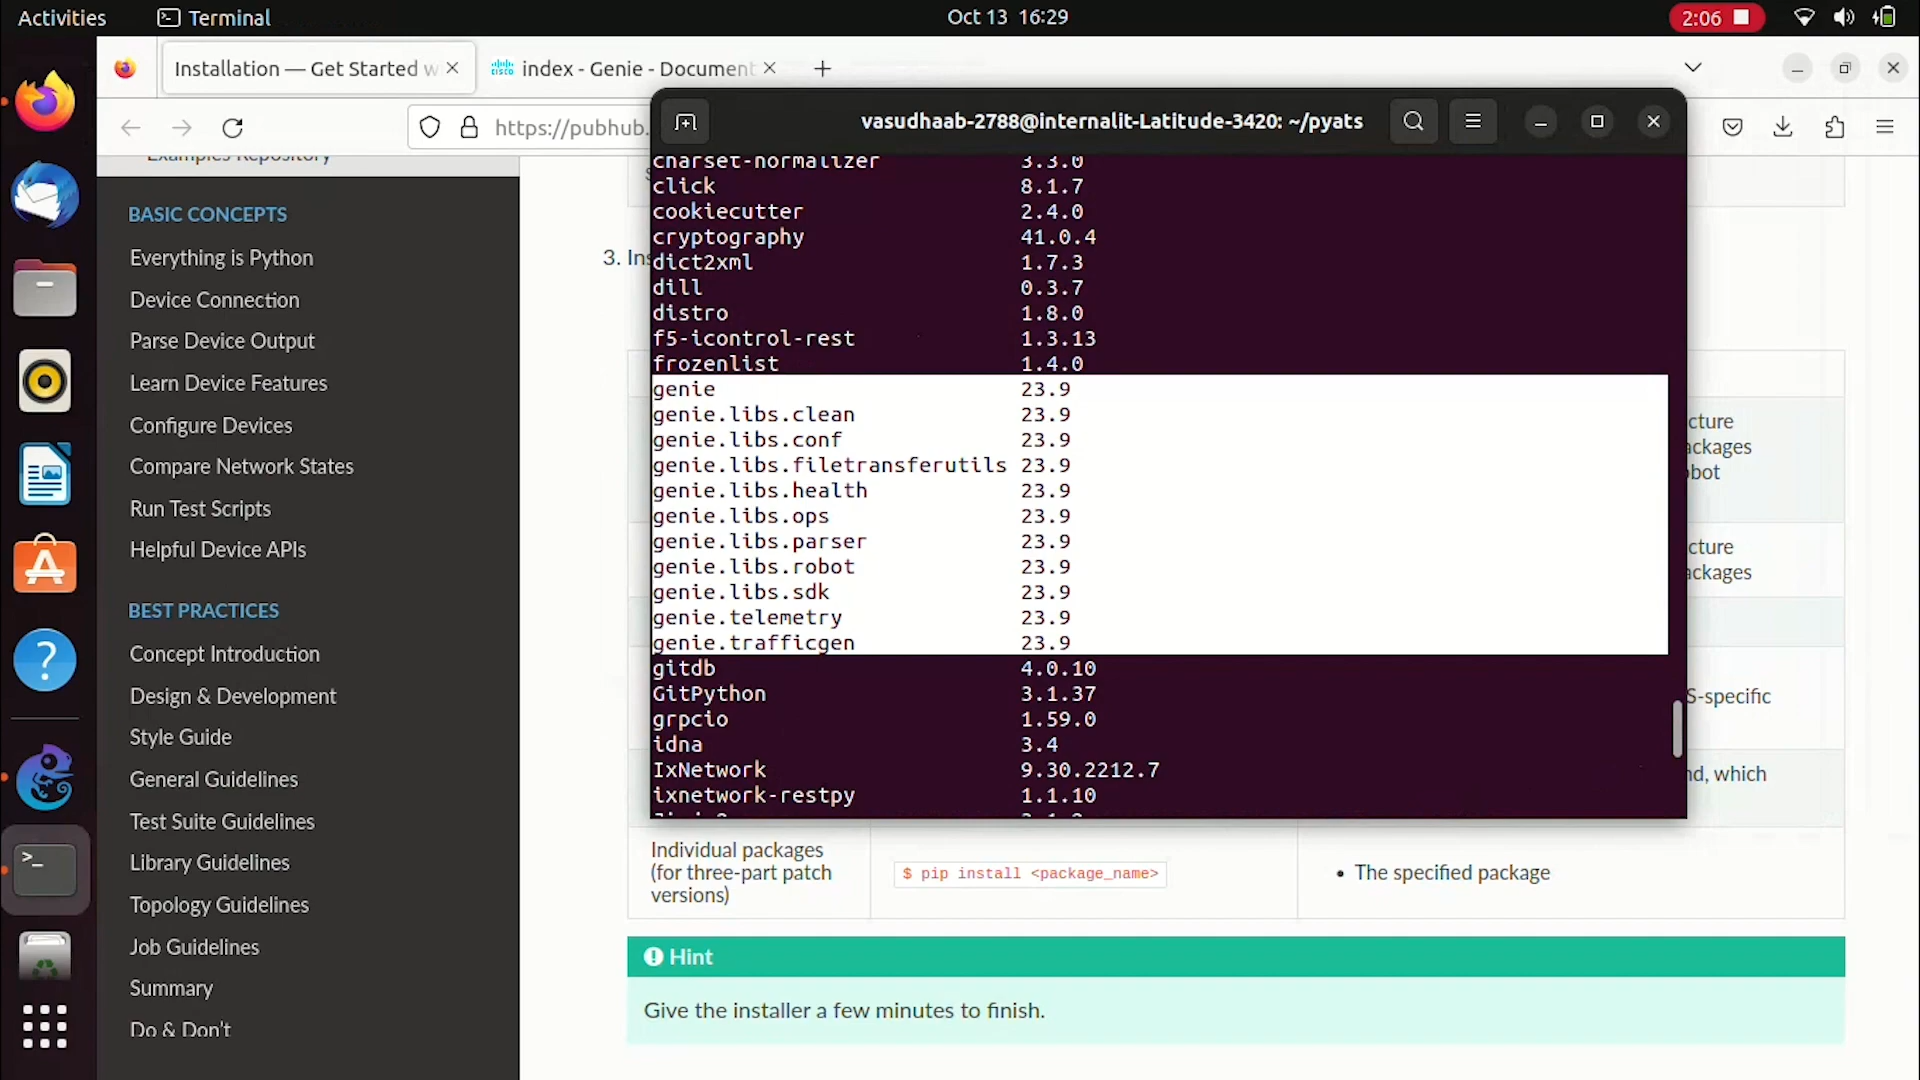 Activities
Terminal
Oct 13 16:29
2:06
Installation — Get Started w
index - Genie - Document
https://pubhub.
vasudhaab-2788@internalit-Latitude-3420: ~/pyats
Examples Repository
BASIC CONCEPTS
Everything is Python
Device Connection
Parse Device Output
Learn Device Features
Configure Devices
Compare Network States
Run Test Scripts
Helpful Device APIs
BEST PRACTICES
Concept Introduction
Design & Development
Style Guide
General Guidelines
Test Suite Guidelines
Library Guidelines
Topology Guidelines
Job Guidelines
Summary
Do & Don't
3. Ins
charset-normalizer 3.3.0
click 8.1.7
cookiecutter 2.4.0
cryptography 41.0.4
dict2xml 1.7.3
dill 0.3.7
distro 1.8.0
f5-icontrol-rest 1.3.13
frozenlist 1.4.0
genie 23.9
genie.libs.clean 23.9
genie.libs.conf 23.9
genie.libs.filetransferutils 23.9
genie.libs.health 23.9
genie.libs.ops 23.9
genie.libs.parser 23.9
genie.libs.robot 23.9
genie.libs.sdk 23.9
genie.telemetry 23.9
genie.trafficgen 23.9
gitdb 4.0.10
GitPython 3.1.37
grpcio 1.59.0
idna 3.4
IxNetwork 9.30.2212.7
ixnetwork-restpy 1.1.10
cture
ackages
obot
cture
ackages
S-specific
nd, which
Individual packages
(for three-part patch
versions)
$ pip install <package_name>
• The specified package
Hint
Give the installer a few minutes to finish.